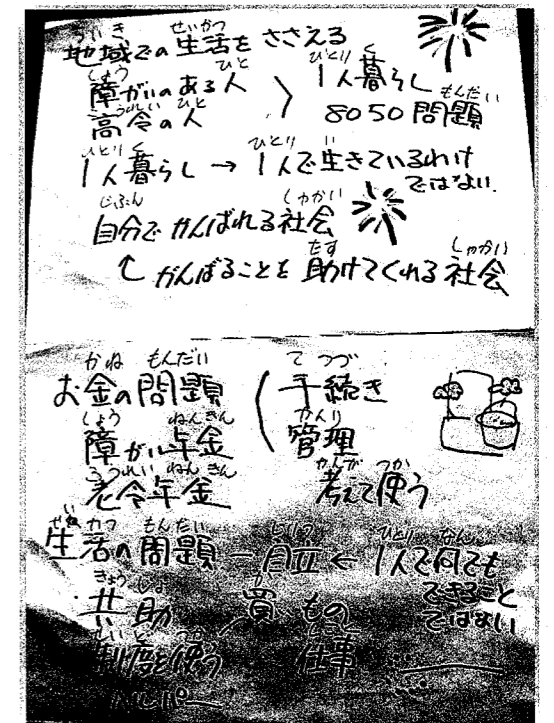 地域での生活をささえる
障がいのある人 〉 1人暮らし
高令の人 8050問題
1人暮らし → 1人で生きているわけ
ではない
自分でがんばれる社会
↑ がんばることを助けてくれる社会
お金の問題 ( 手続き
障がい年金 管理
老令年金 考えて使う
生活の問題 ー 自立 ← 1人で何でも
できること
ではない
共助 買いもの
制度を使う 仕事
ヘルパー